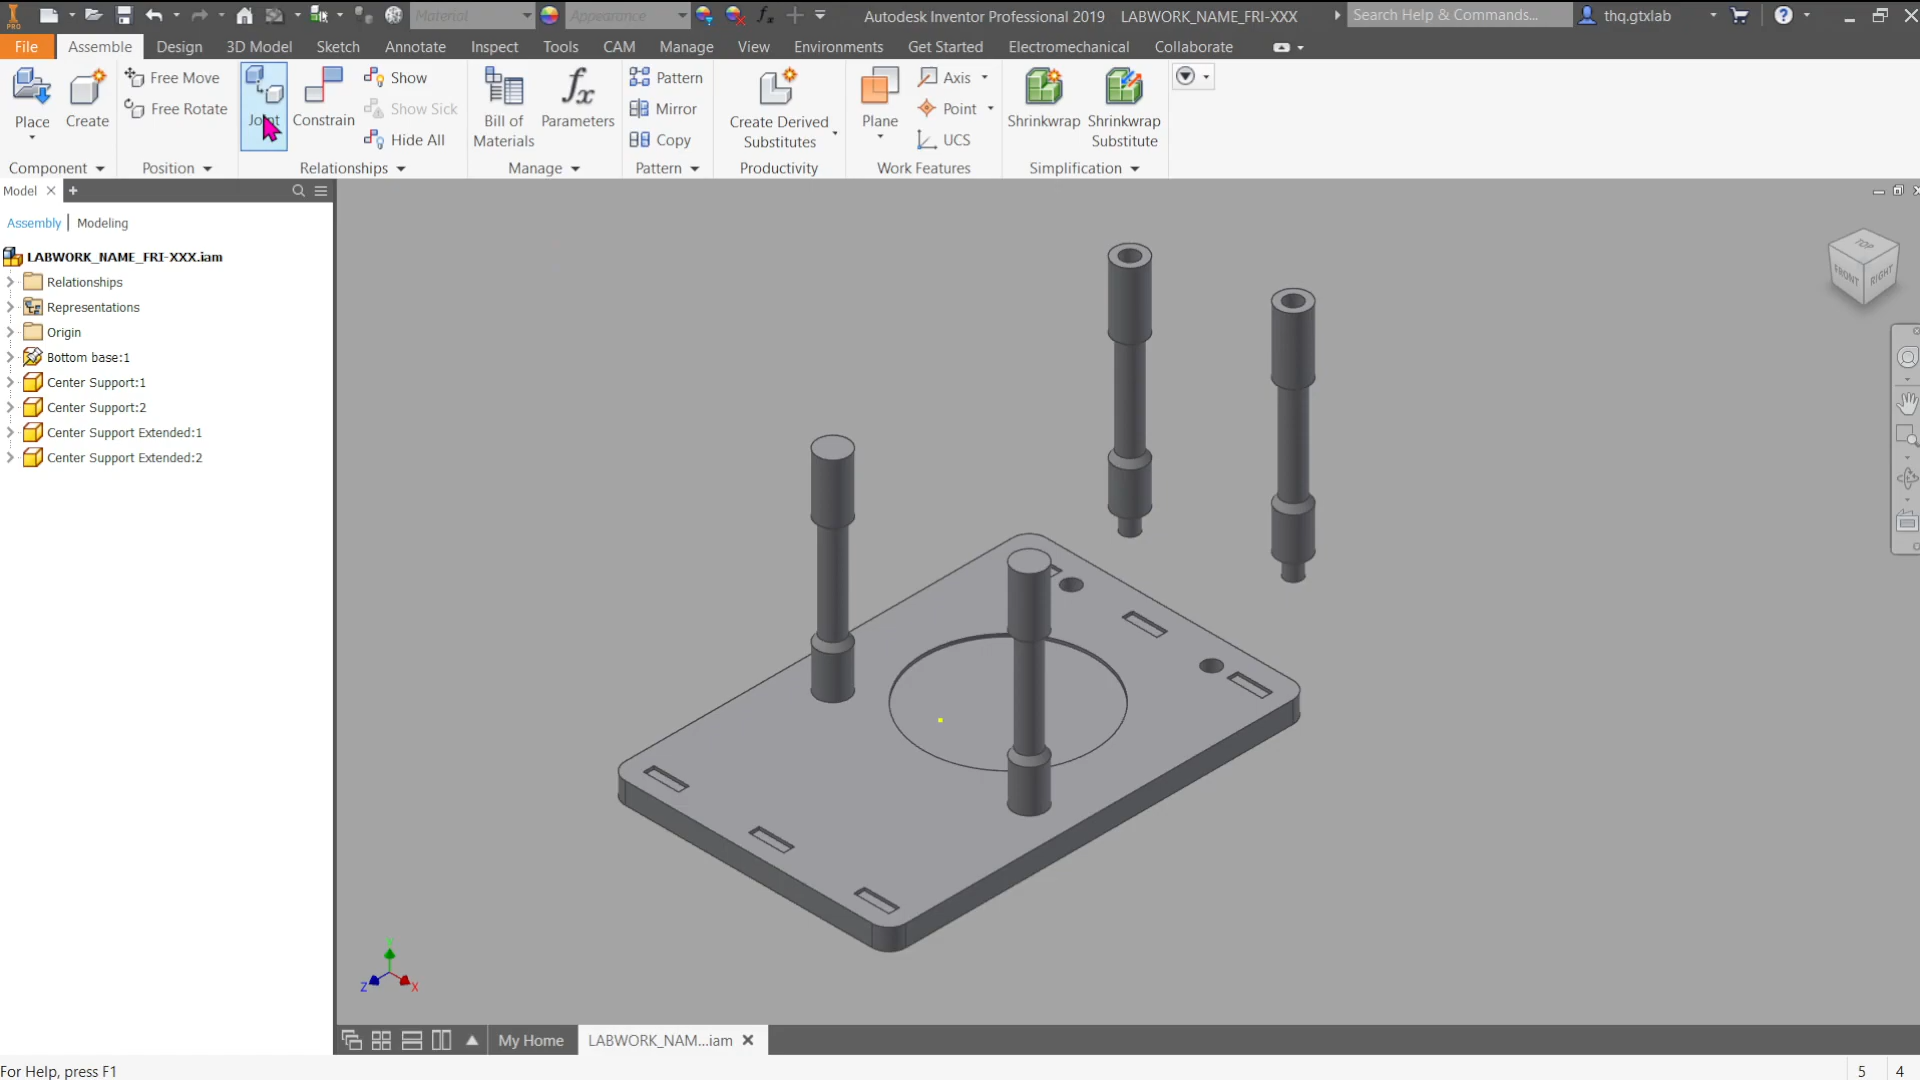 PRO
Material
Appearance
Autodesk Inventor Professional 2019 LABWORK_NAME_FRI-XXX
Search Help & Commands...
thq.gtxlab
File
Assemble
Design
3D Model
Sketch
Annotate
Inspect
Tools
CAM
Manage
View
Environments
Get Started
Electromechanical
Collaborate
Place
Create
Free Move
Free Rotate
Joint
Constrain
Show
Show Sick
Hide All
Bill of
Materials
fx
Parameters
Pattern
Mirror
Copy
Create Derived
Substitutes
Plane
Axis
Point
UCS
Shrinkwrap
Shrinkwrap
Substitute
Component
Position
Relationships
Manage
Pattern
Productivity
Work Features
Simplification
Model
Assembly | Modeling
LABWORK_NAME_FRI-XXX.iam
Relationships
Representations
Origin
Bottom base:1
Center Support:1
Center Support:2
Center Support Extended:1
Center Support Extended:2
TOP
FRONT
RIGHT
Y
Z
X
My Home
LABWORK_NAM...iam
For Help, press F1
5
4